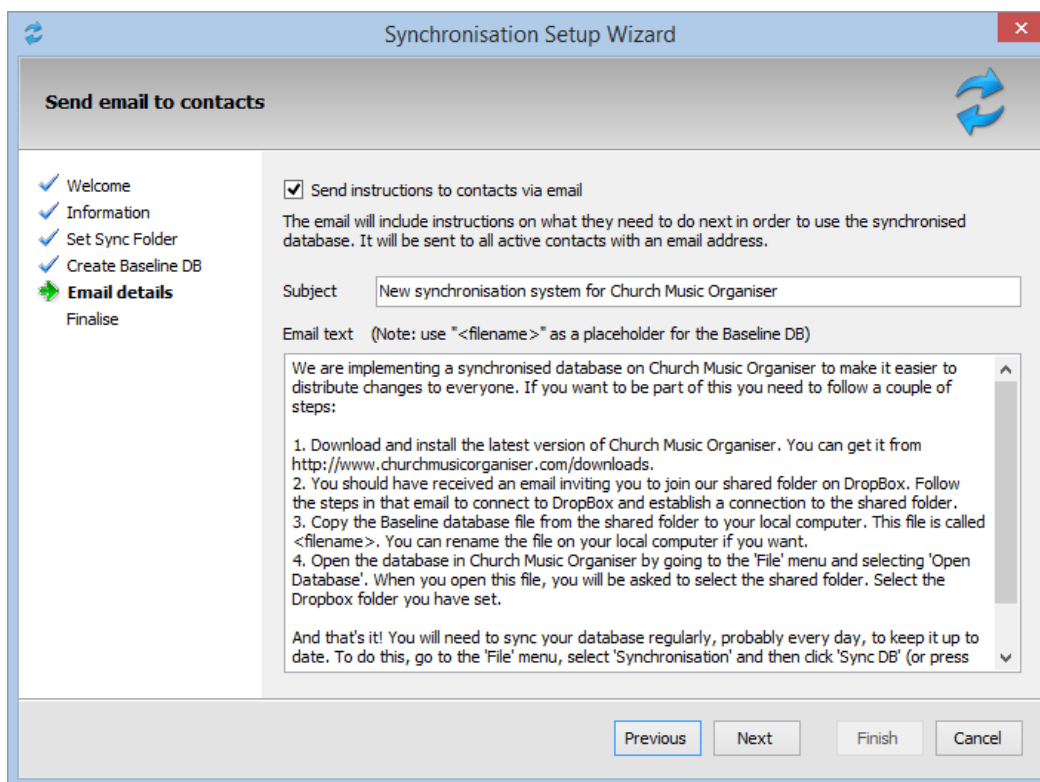 Synchronisation Setup Wizard
Send email to contacts
Welcome
Information
Set Sync Folder
Create Baseline DB
Email details
Finalise
Send instructions to contacts via email
The email will include instructions on what they need to do next in order to use the synchronised
database. It will be sent to all active contacts with an email address.
Subject
New synchronisation system for Church Music Organiser
Email text (Note: use "<filename>" as a placeholder for the Baseline DB)
We are implementing a synchronised database on Church Music Organiser to make it easier to
distribute changes to everyone. If you want to be part of this you need to follow a couple of
steps:
1. Download and install the latest version of Church Music Organiser. You can get it from
http://www.churchmusicorganiser.com/downloads.
2. You should have received an email inviting you to join our shared folder on DropBox. Follow
the steps in that email to connect to DropBox and establish a connection to the shared folder.
3. Copy the Baseline database file from the shared folder to your local computer. This file is called
<filename>. You can rename the file on your local computer if you want.
4. Open the database in Church Music Organiser by going to the 'File' menu and selecting 'Open
Database'. When you open this file, you will be asked to select the shared folder. Select the
Dropbox folder you have set.
And that's it! You will need to sync your database regularly, probably every day, to keep it up to
date. To do this, go to the 'File' menu, select 'Synchronisation' and then click 'Sync DB' (or press
Previous
Next
Finish
Cancel